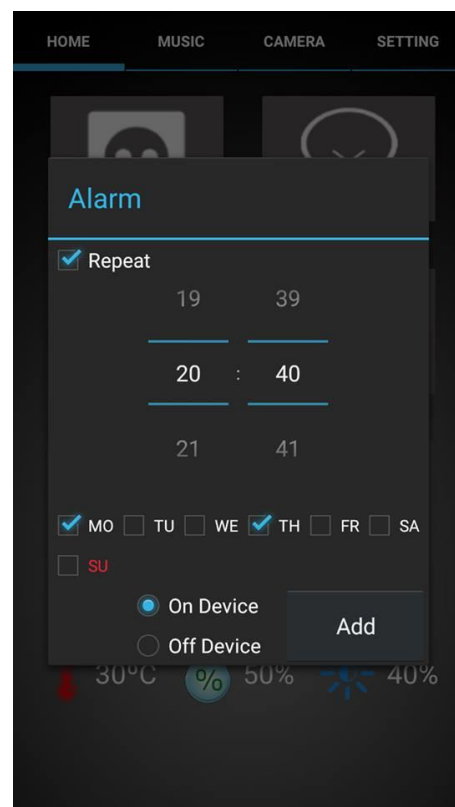 HOME MUSIC CAMERA SETTING
Alarm
Repeat
19 39
20 : 40
21 41
MO TU WE TH FR SA
SU
On Device
Add
Off Device
30°C % 50% 40%